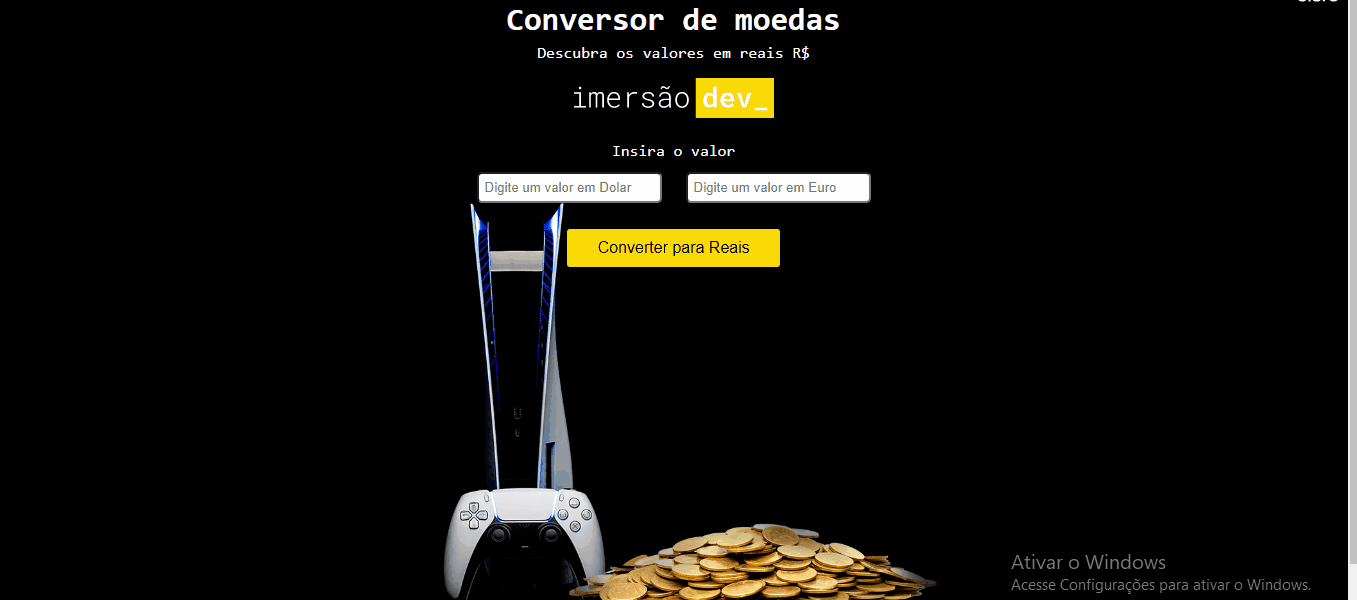 Conversor de moedas
Descubra os valores em reais R$
imersão dev_
Insira o valor
Digite um valor em Dolar
Digite um valor em Euro
Converter para Reais
Ativar o Windows
Acesse Configurações para ativar o Windows.